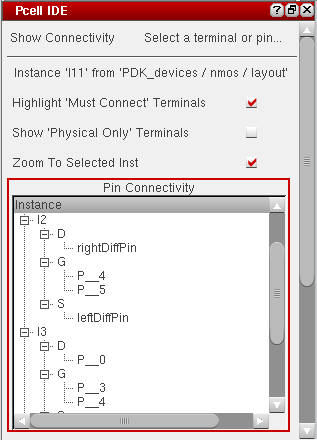 Pcell IDE
Show Connectivity Select a terminal or pin...
Instance 'I11' from 'PDK_devices / nmos / layout'
Highlight 'Must Connect' Terminals
Show 'Physical Only' Terminals
Zoom To Selected Inst
Pin Connectivity
Instance
I2
D
rightDiffPin
G
P__4
P__5
S
leftDiffPin
I3
D
P__0
G
P__3
P__4